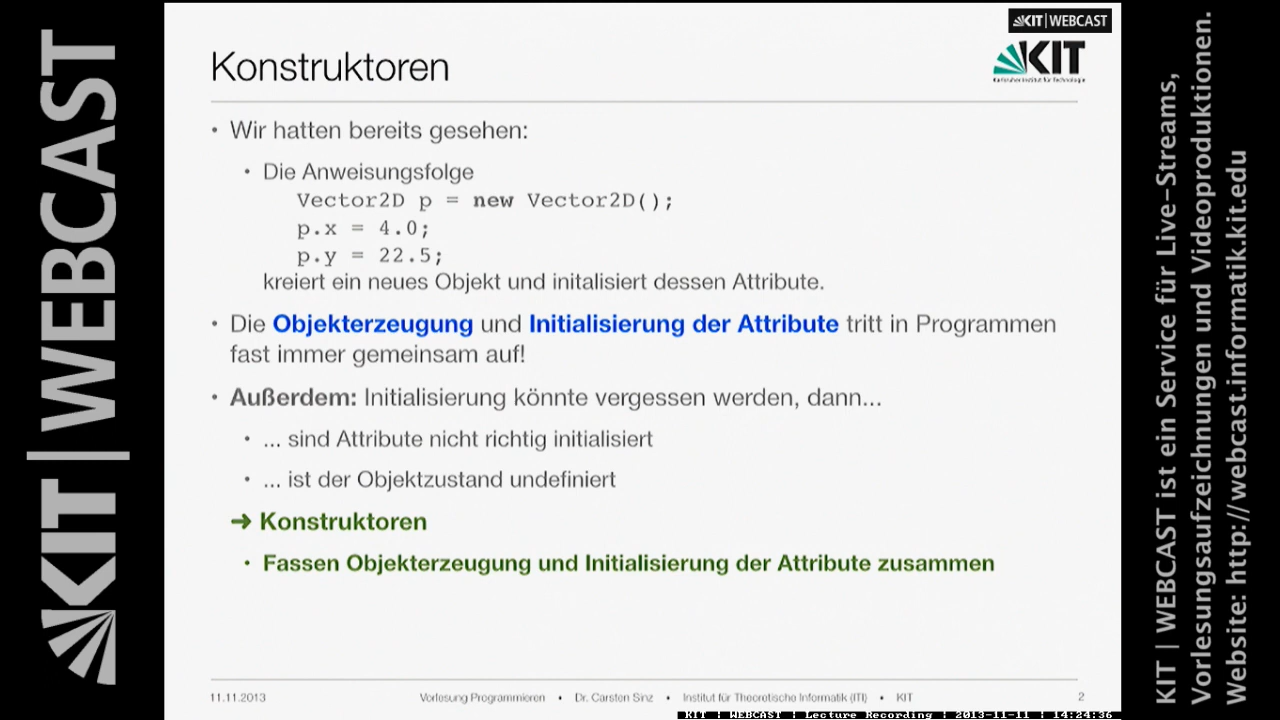 KIT | WEBCAST
KIT | WEBCAST
KIT
Karlsruher Institut für Technologie
Konstruktoren
• Wir hatten bereits gesehen:
• Die Anweisungsfolge
Vector2D p = new Vector2D();
p.x = 4.0;
p.y = 22.5;
kreiert ein neues Objekt und initalisiert dessen Attribute.
• Die Objekterzeugung und Initialisierung der Attribute tritt in Programmen
fast immer gemeinsam auf!
• Außerdem: Initialisierung könnte vergessen werden, dann...
• ... sind Attribute nicht richtig initialisiert
• ... ist der Objektzustand undefiniert
➔ Konstruktoren
• Fassen Objekterzeugung und Initialisierung der Attribute zusammen
11.11.2013 Vorlesung Programmieren • Dr. Carsten Sinz • Institut für Theoretische Informatik (ITI) • KIT 2
KIT | WEBCAST | Lecture Recording | 2013-11-11 | 14:24:36
KIT | WEBCAST ist ein Service für Live-Streams,
Vorlesungsaufzeichnungen und Videoproduktionen.
Website: http://webcast.informatik.kit.edu